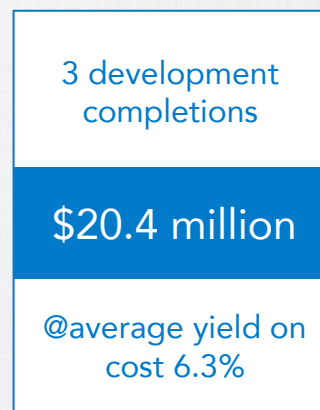 3 development
completions
$20.4 million
@average yield on
cost 6.3%